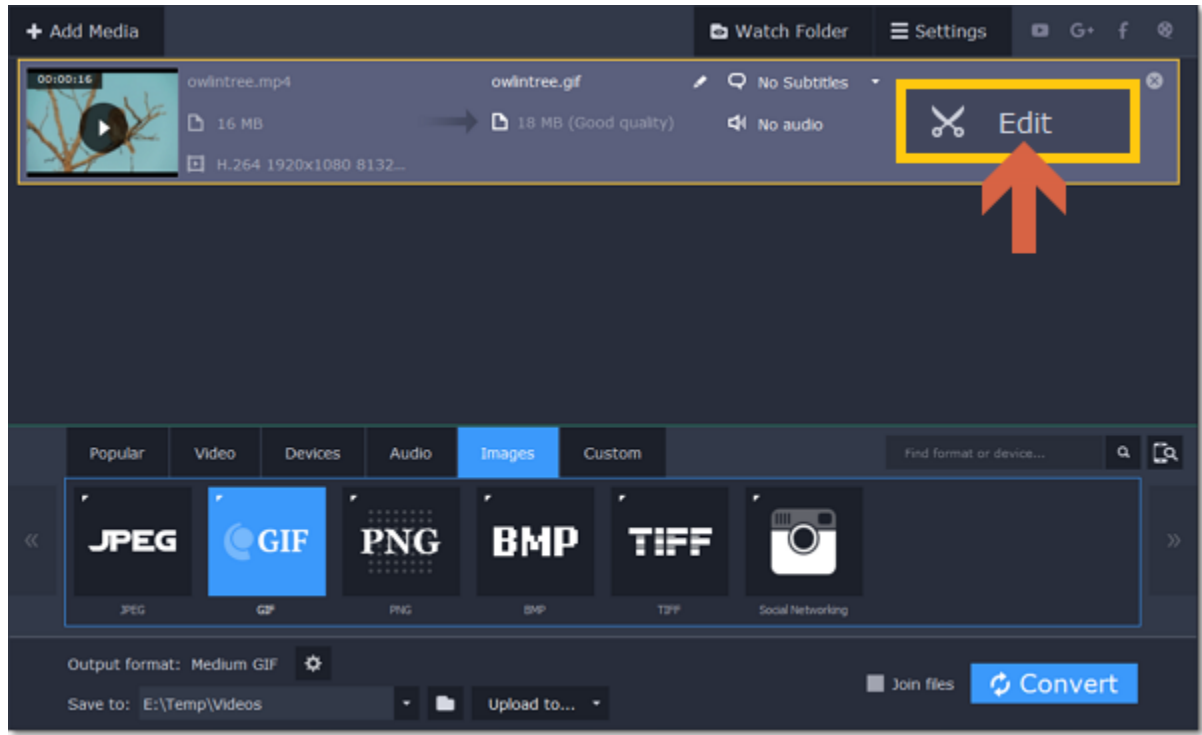 Add Media
Watch Folder
Settings
G+
00:00:16
owlintree.mp4
owlintree.gif
No Subtitles
16 MB
18 MB (Good quality)
No audio
Edit
H.264 1920x1080 8132...
Popular
Video
Devices
Audio
Images
Custom
Find format or device...
JPEG
GIF
PNG
BMP
TIFF
JPEG
GIF
PNG
BMP
TIFF
Social Networking
Output format: Medium GIF
Save to: E:\Temp\Videos
Upload to...
Join files
Convert